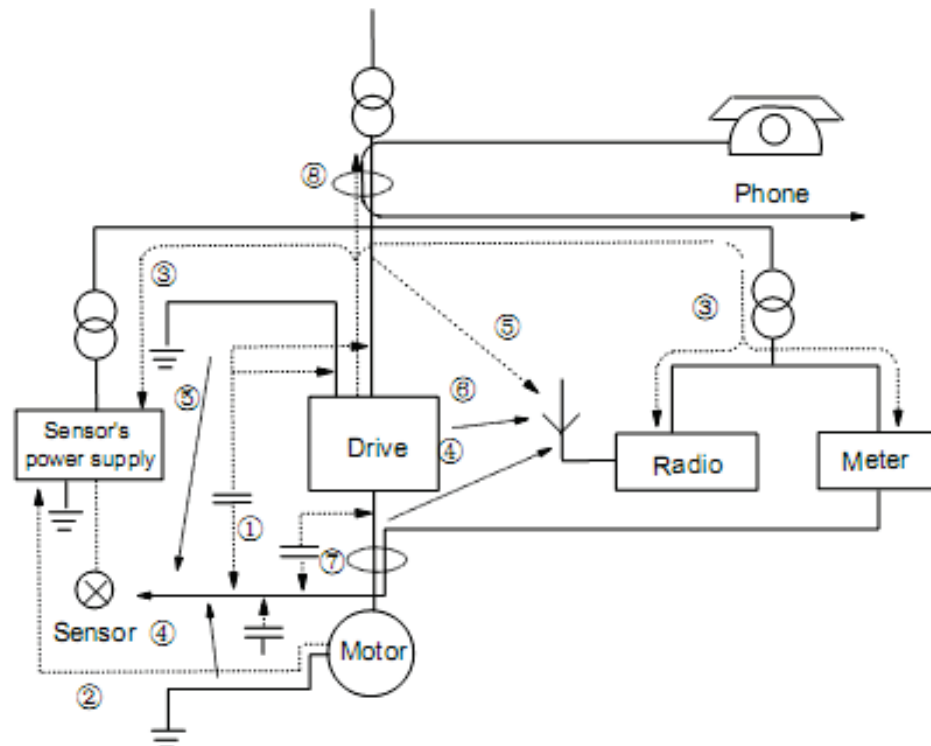 ⑧
Phone
③
⑤
③
⑤
⑥
Sensor's
power supply
Drive
④
Radio
Meter
①
⑦
Sensor
④
Motor
②